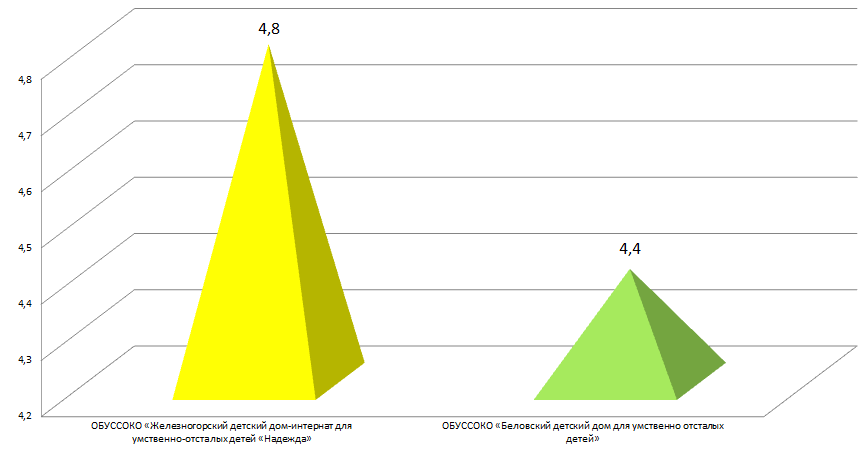 4,8
4,8
4,7
4,6
4,5
4,4
4,4
4,3
4,2
ОБУССОКО «Железногорский детский дом-интернат для
умственно-отсталых детей «Надежда»
ОБУССОКО «Беловский детский дом для умственно отсталых
детей»